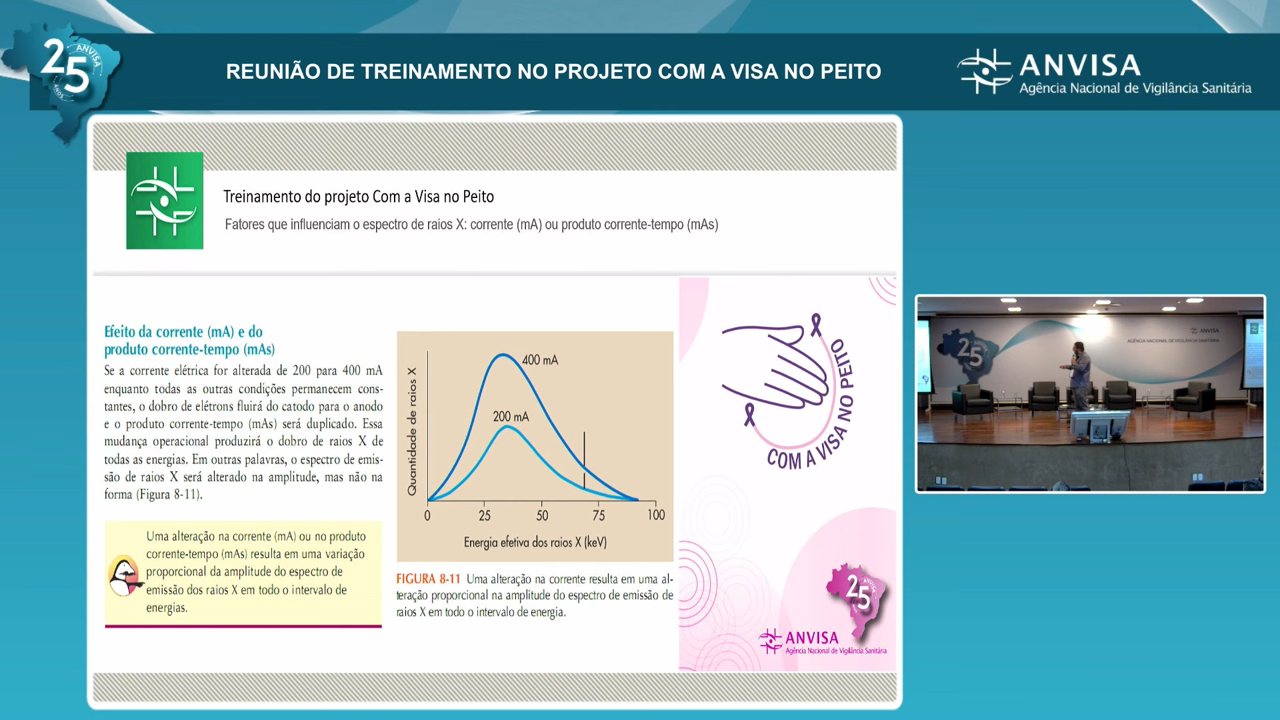 25
ANVISA
ANOS
REUNIÃO DE TREINAMENTO NO PROJETO COM A VISA NO PEITO
ANVISA
Agência Nacional de Vigilância Sanitária
Treinamento do projeto Com a Visa no Peito
Fatores que influenciam o espectro de raios X: corrente (mA) ou produto corrente-tempo (mAs)
Efeito da corrente (mA) e do
produto corrente-tempo (mAs)
Se a corrente elétrica for alterada de 200 para 400 mA
enquanto todas as outras condições permanecem cons-
tantes, o dobro de elétrons fluirá do catodo para o anodo
e o produto corrente-tempo (mAs) será duplicado. Essa
mudança operacional produzirá o dobro de raios X de
todas as energias. Em outras palavras, o espectro de emis-
são de raios X será alterado na amplitude, mas não na
forma (Figura 8-11).
Uma alteração na corrente (mA) ou no produto
corrente-tempo (mAs) resulta em uma variação
proporcional da amplitude do espectro de
emissão dos raios X em todo o intervalo de
energias.
Quantidade de raios X
400 mA
200 mA
0 25 50 75 100
Energia efetiva dos raios X (keV)
FIGURA 8-11 Uma alteração na corrente resulta em uma al-
teração proporcional na amplitude do espectro de emissão de
raios X em todo o intervalo de energia.
COM A VISA NO PEITO
25
ANVISA
ANVISA
Agência Nacional de Vigilância Sanitária
25
ANVISA
AGÊNCIA NACIONAL DE VIGILÂNCIA SANITÁRIA